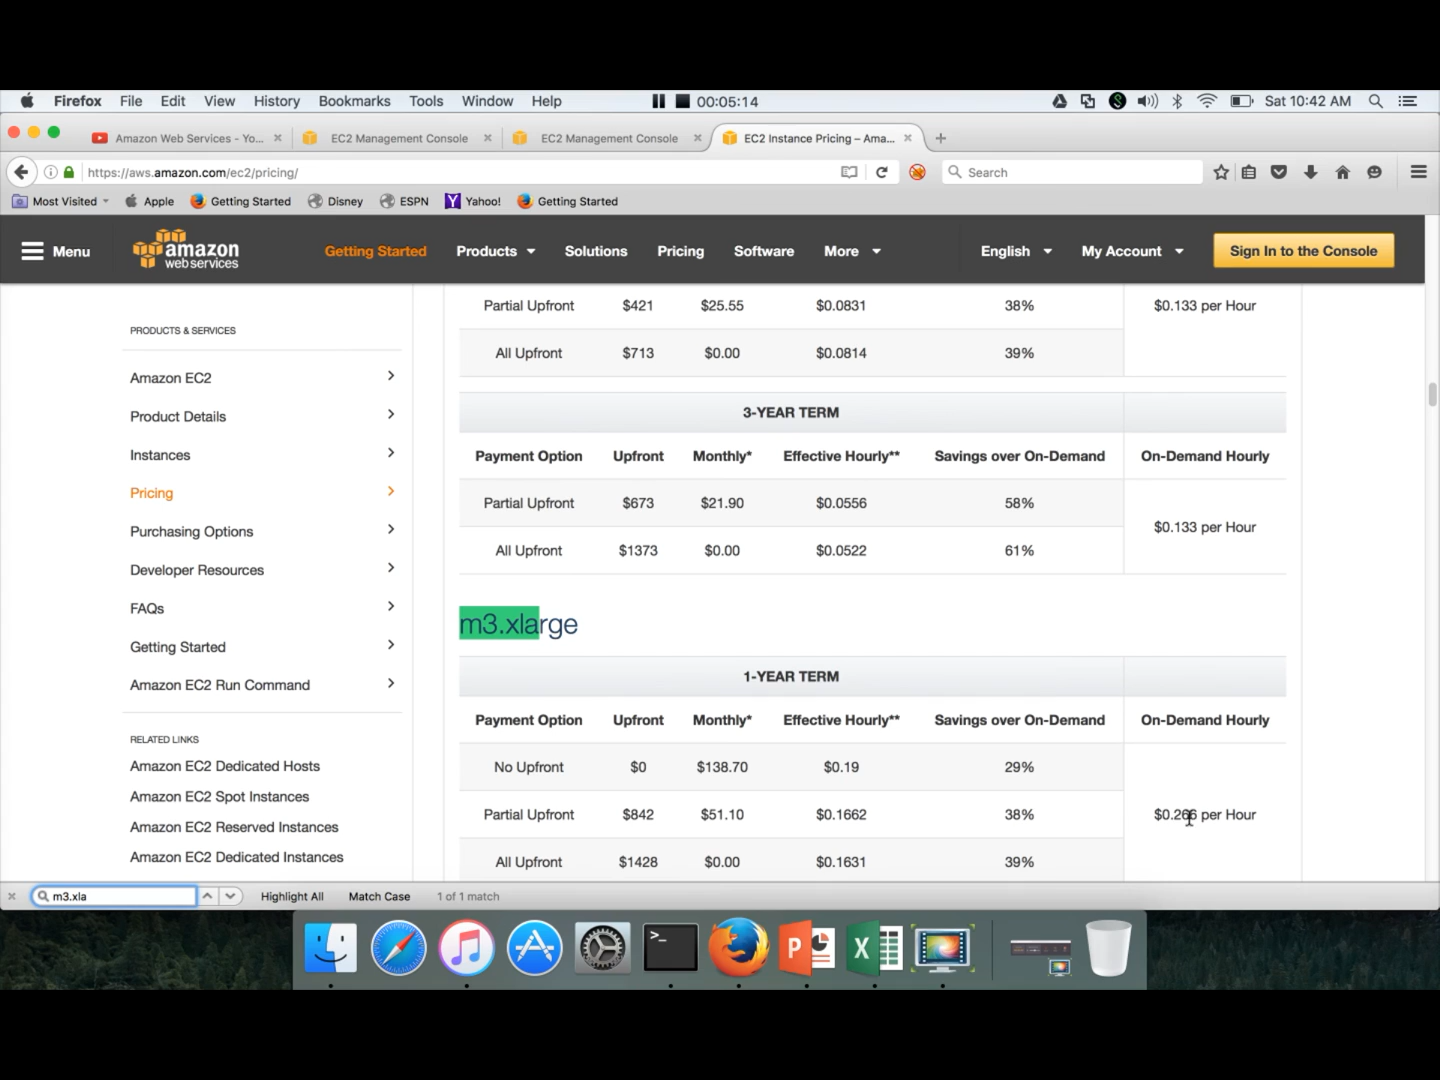 Firefox File Edit View History Bookmarks Tools Window Help 00:05:14 Sat 10:42 AM
Amazon Web Services - Yo... EC2 Management Console EC2 Management Console EC2 Instance Pricing – Ama...
https://aws.amazon.com/ec2/pricing/ Search
Most Visited Apple Getting Started Disney ESPN Yahoo! Getting Started
Menu amazon web services Getting Started Products Solutions Pricing Software More English My Account Sign In to the Console
PRODUCTS & SERVICES
Amazon EC2
Product Details
Instances
Pricing
Purchasing Options
Developer Resources
FAQs
Getting Started
Amazon EC2 Run Command
RELATED LINKS
Amazon EC2 Dedicated Hosts
Amazon EC2 Spot Instances
Amazon EC2 Reserved Instances
Amazon EC2 Dedicated Instances
Partial Upfront $421 $25.55 $0.0831 38% $0.133 per Hour
All Upfront $713 $0.00 $0.0814 39%
3-YEAR TERM
Payment Option Upfront Monthly* Effective Hourly** Savings over On-Demand On-Demand Hourly
Partial Upfront $673 $21.90 $0.0556 58%
$0.133 per Hour
All Upfront $1373 $0.00 $0.0522 61%
m3.xlarge
1-YEAR TERM
Payment Option Upfront Monthly* Effective Hourly** Savings over On-Demand On-Demand Hourly
No Upfront $0 $138.70 $0.19 29%
Partial Upfront $842 $51.10 $0.1662 38% $0.266 per Hour
All Upfront $1428 $0.00 $0.1631 39%
m3.xla Highlight All Match Case 1 of 1 match